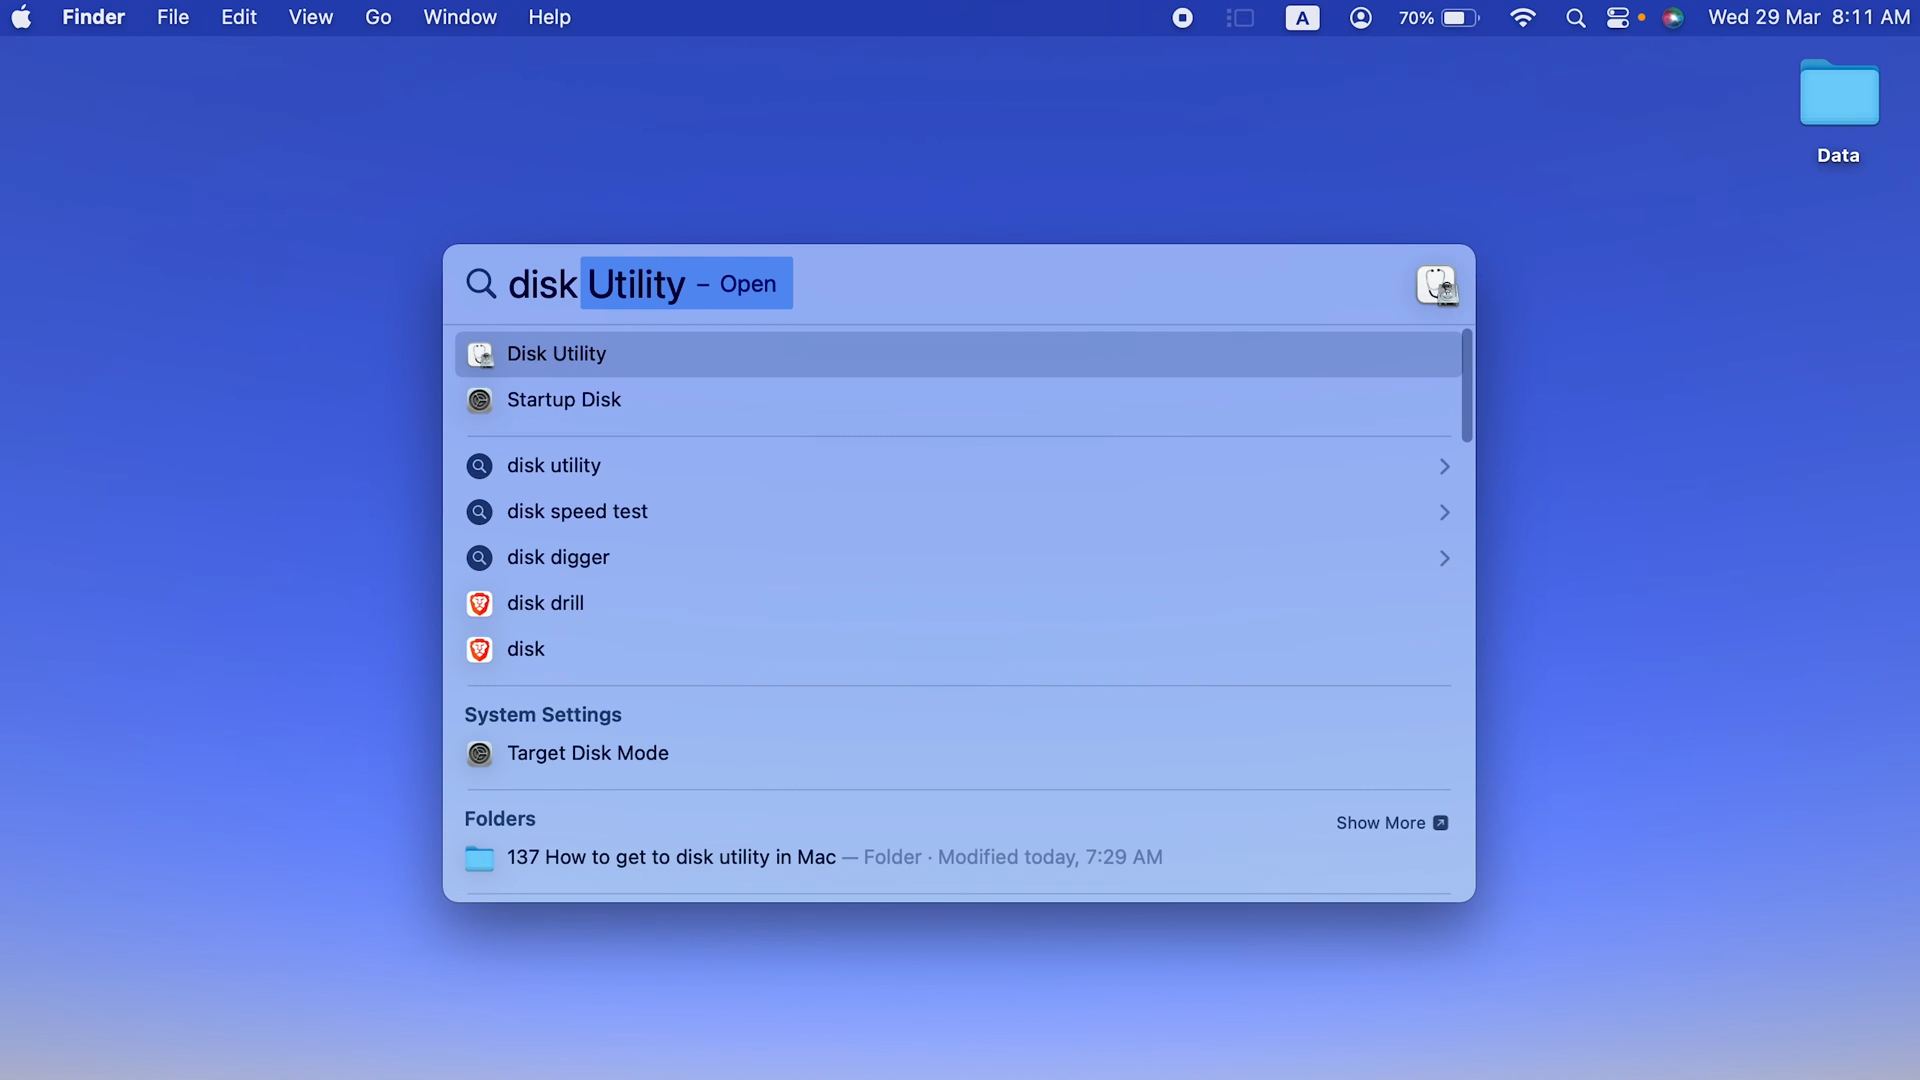 Finder File Edit View Go Window Help A 70% Wed 29 Mar 8:11 AM
Data
disk Utility – Open
Disk Utility
Startup Disk
disk utility
disk speed test
disk digger
disk drill
disk
System Settings
Target Disk Mode
Folders Show More
137 How to get to disk utility in Mac — Folder · Modified today, 7:29 AM